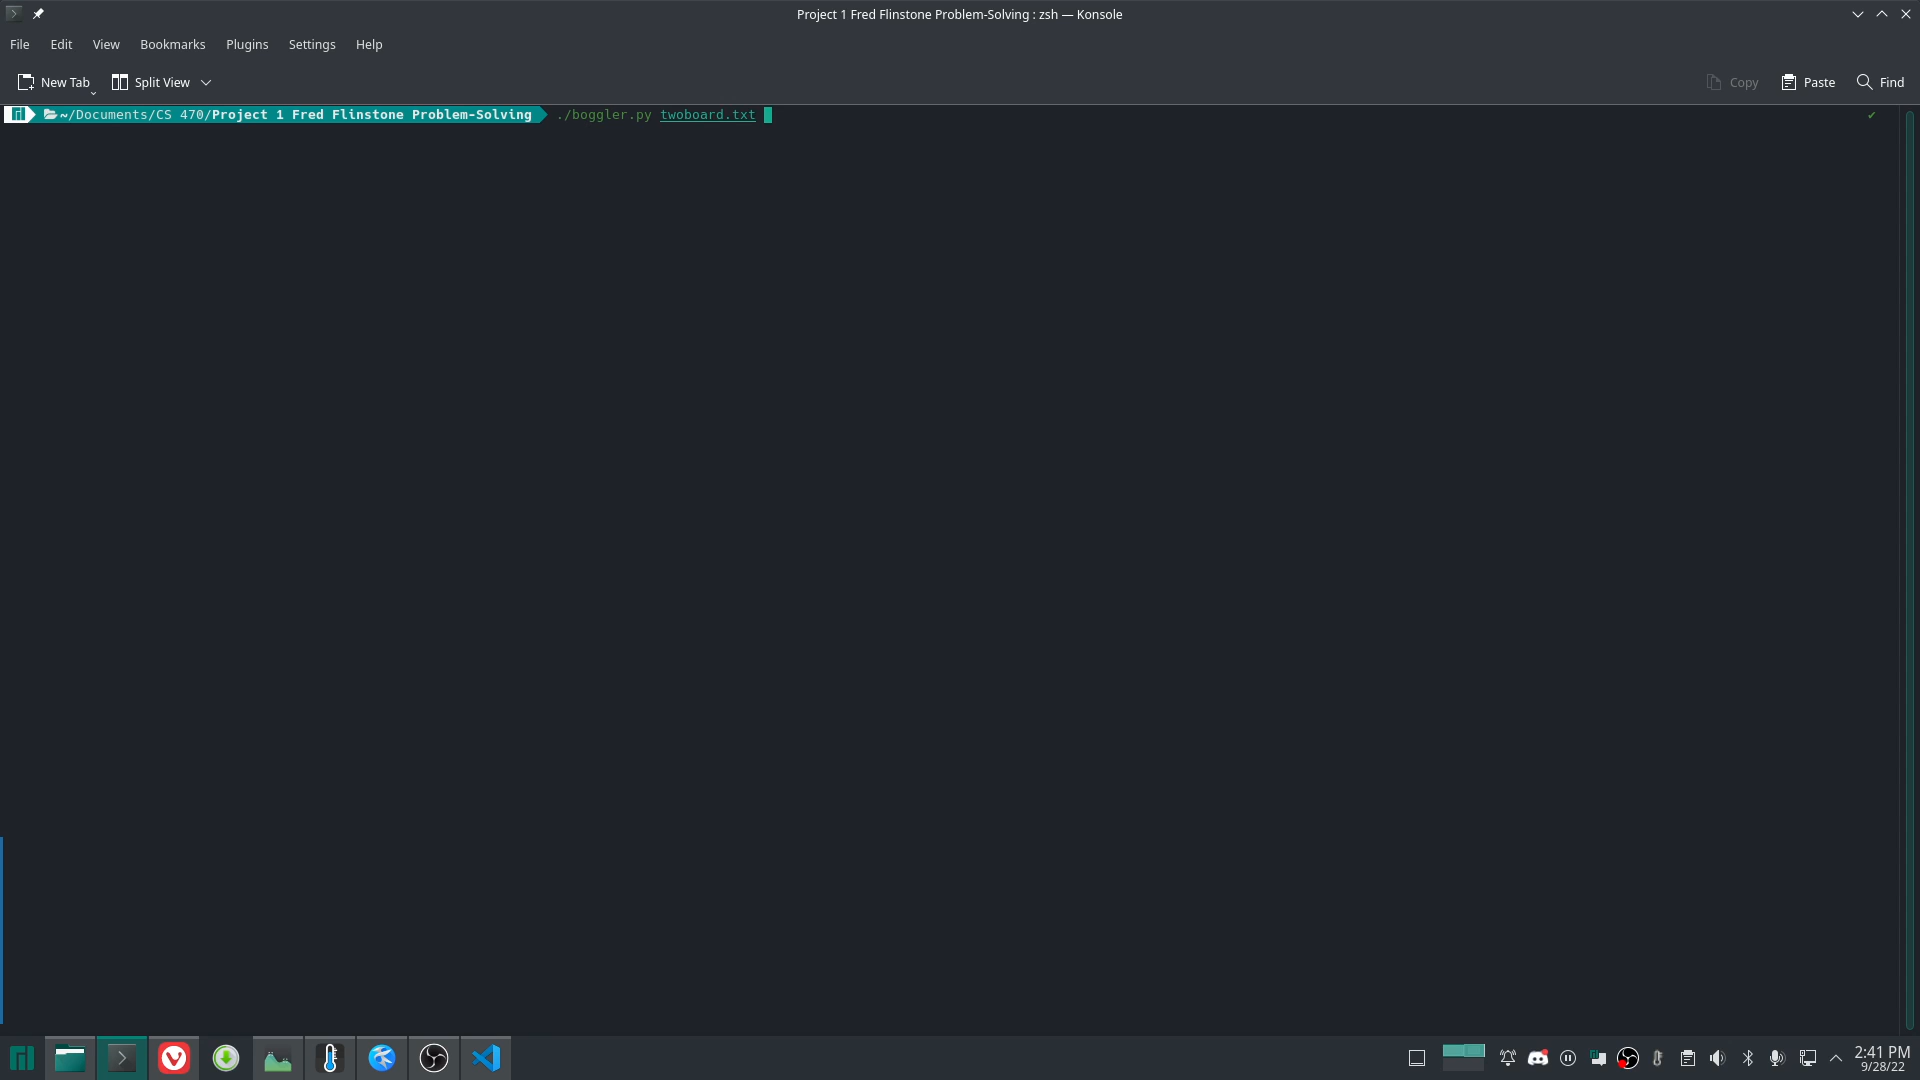 Project 1 Fred Flinstone Problem-Solving : zsh — Konsole
File Edit View Bookmarks Plugins Settings Help
New Tab Split View Copy Paste Find
~/Documents/CS 470/Project 1 Fred Flinstone Problem-Solving ./boggler.py twoboard.txt
2:41 PM
9/28/22